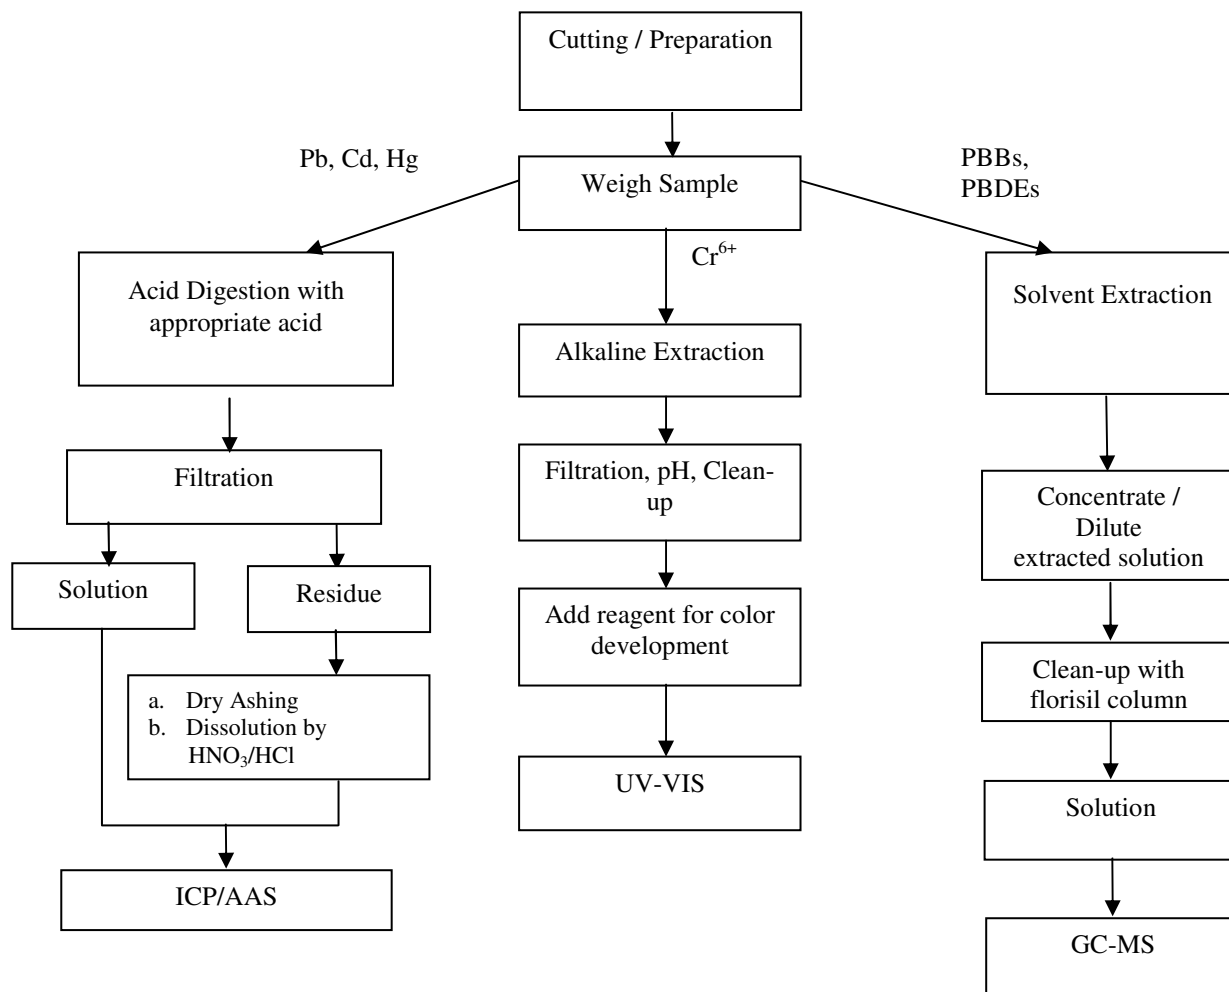 Cutting / Preparation
Pb, Cd, Hg
Weigh Sample
PBBs,
PBDEs
Cr⁶⁺
Acid Digestion with
appropriate acid
Filtration
Solution
Residue
a. Dry Ashing
b. Dissolution by
HNO₃/HCl
ICP/AAS
Alkaline Extraction
Filtration, pH, Clean-
up
Add reagent for color
development
UV-VIS
Solvent Extraction
Concentrate /
Dilute
extracted solution
Clean-up with
florisil column
Solution
GC-MS